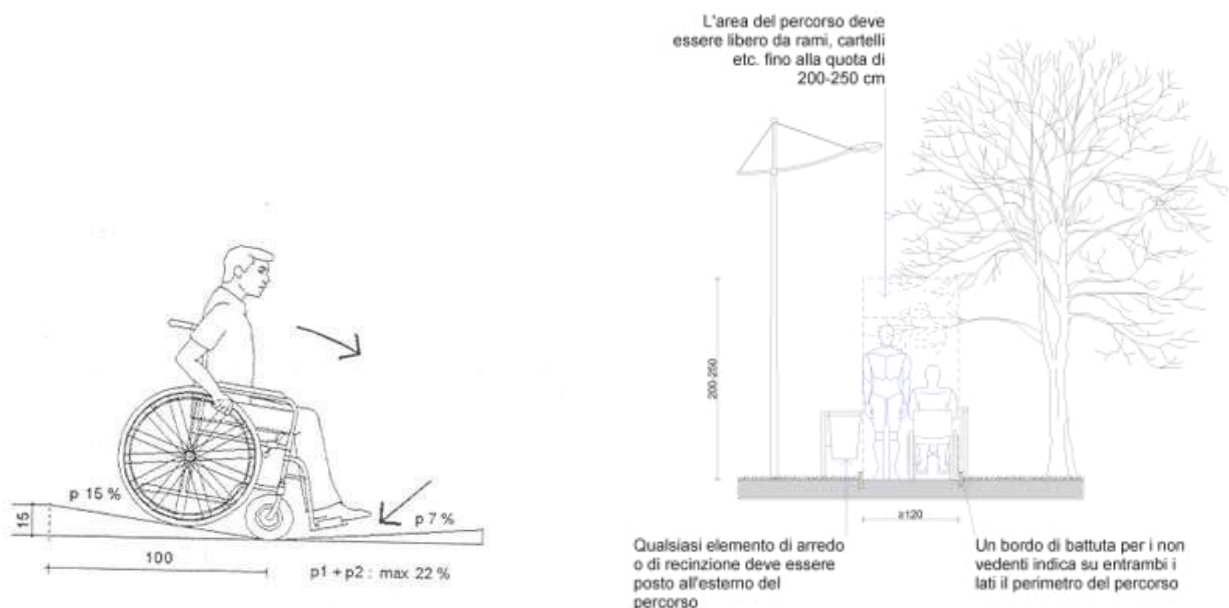 L'area del percorso deve
essere libero da rami, cartelli
etc. fino alla quota di
200-250 cm
200-250
≥120
Qualsiasi elemento di arredo
o di recinzione deve essere
posto all'esterno del
percorso
Un bordo di battuta per i non
vedenti indica su entrambi i
lati il perimetro del percorso
p 15 %
p 7 %
15
100
p1 + p2 : max 22 %